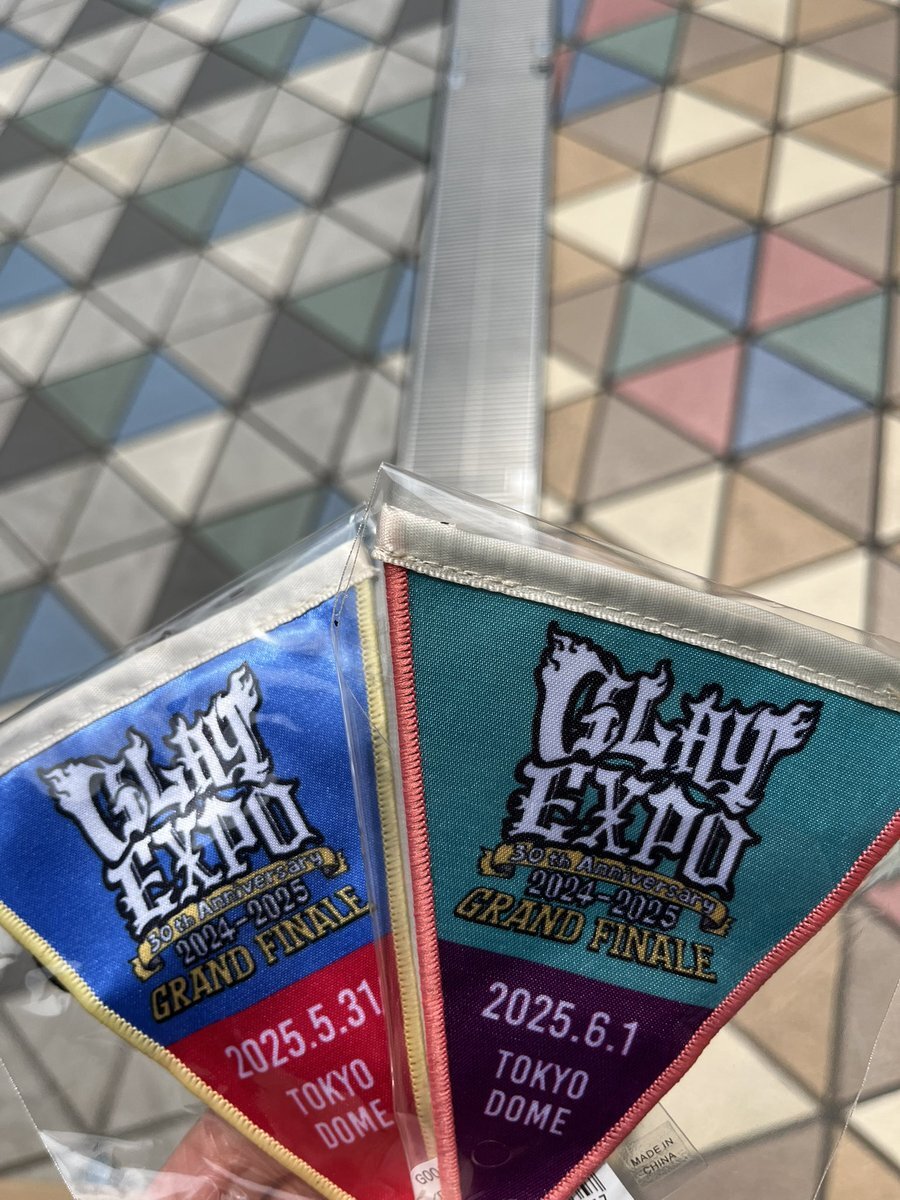 GLAY
EXPO
30th Anniversary
2024-2025
GRAND FINALE
2025.5.31
TOKYO
DOME
GLAY
EXPO
30th Anniversary
2024-2025
GRAND FINALE
2025.6.1
TOKYO
DOME
MADE IN
CHINA